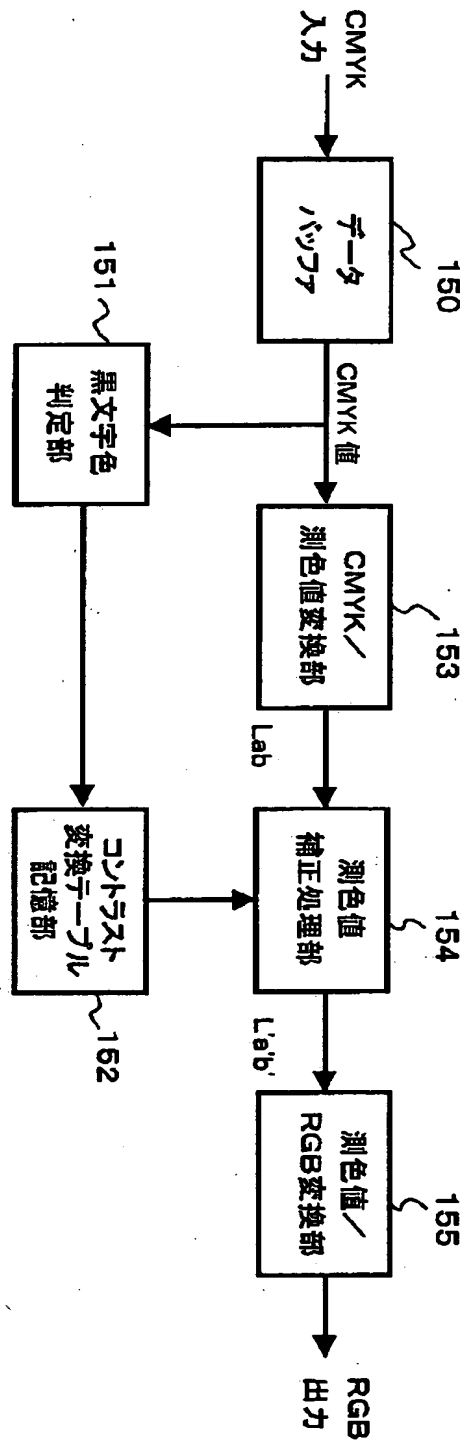 CMYK
入力
150
データ
バッファ
CMYK 値
151
黒文字色
判定部
153
CMYK／
測色値変換部
Lab
コントラスト
変換テーブル
記憶部
152
154
測色値
補正処理部
L'a'b'
155
測色値／
RGB変換部
RGB
出力